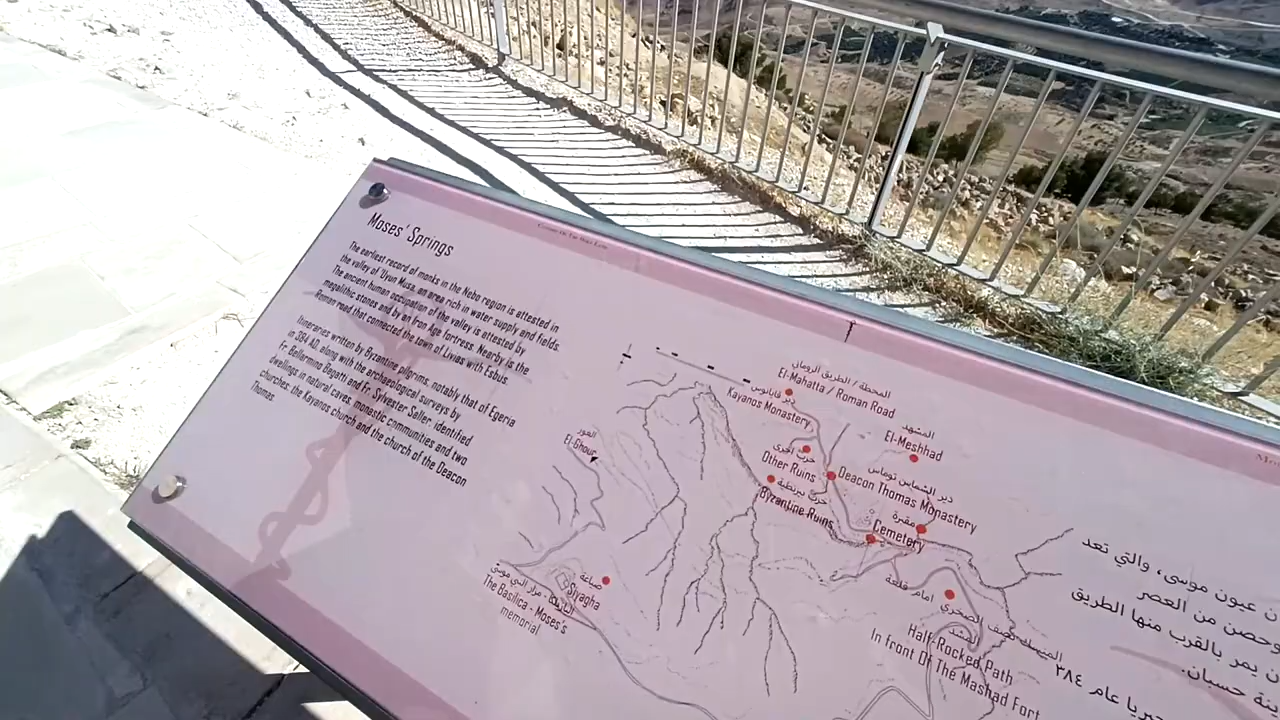 Moses' Springs
The earliest record of monks in the Nebo region is attested in
the valley of 'Uyun Musa, an area rich in water supply and fields.
The ancient human occupation of the valley is attested by
megalithic stones and by an Iron Age fortress. Nearby is the
Roman road that connected the town of Livias with Esbus.
Itineraries written by Byzantine pilgrims, notably that of Egeria
in 384 AD, along with the archaeological surveys by
Fr. Bellarmino Bagatti and Fr. Sylvester Saller, identified
dwellings in natural caves, monastic communities and two
churches: the Kayanos church and the church of the Deacon
Thomas
المحطة / الطريق الروماني
El-Mahatta / Roman Road
Kayanos Monastery
المشهد
El-Meshhad
الغور
El-Ghour
خرب اخرى
Other Ruins
دير الشماس توماس
Deacon Thomas Monastery
خرب بيزنطية
Byzantine Ruins
مقبرة
Cemetery
صياغة
Siyagha
The Basilica - Moses's
memorial
امام قلعة
Half Rocked Path
In front Of The Mashad Fort
عيون موسى، والتي تعد
وحصن من العصر
يمر بالقرب منها الطريق
حسبان.
عام ٣٨٤